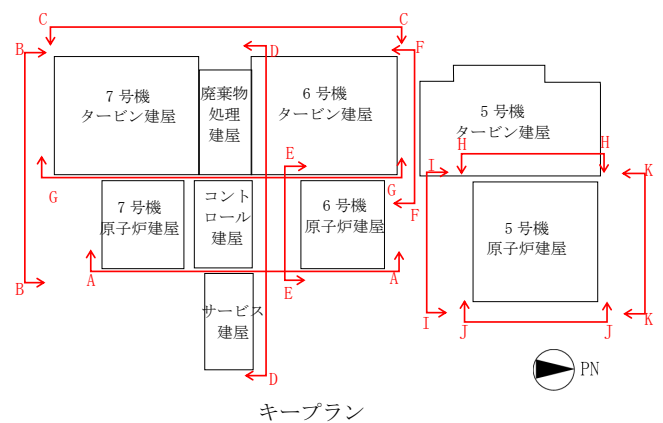 C
C
B
D
F
7号機
タービン建屋
廃棄物
処理
建屋
6号機
タービン建屋
5号機
タービン建屋
H
H
E
I
K
G
G
F
7号機
原子炉建屋
コント
ロール
建屋
6号機
原子炉建屋
5号機
原子炉建屋
A
A
B
E
サービス
建屋
I
J
J
K
D
PN
キープラン